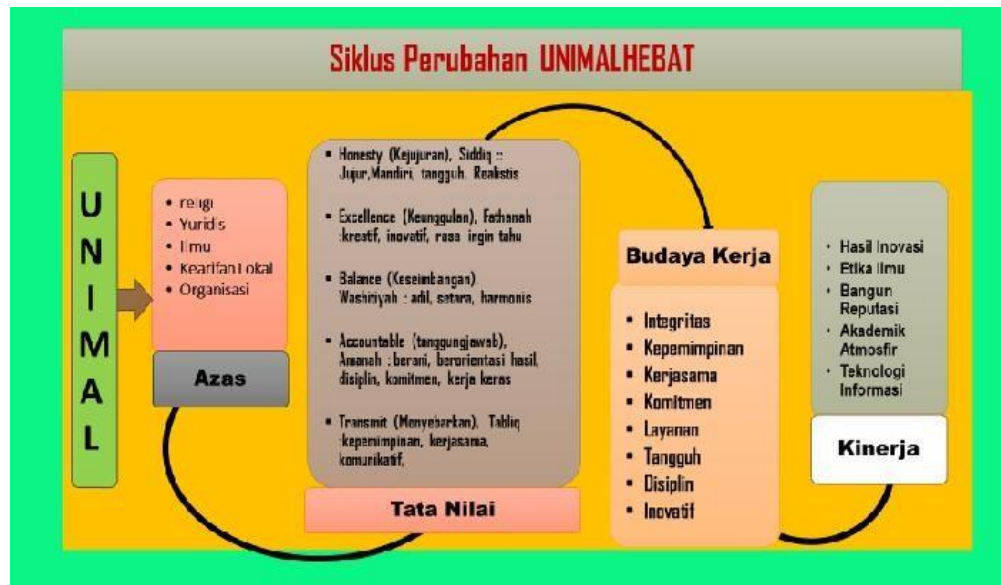 Siklus Perubahan UNIMALHEBAT
UNIMAL
• religi
• Yuridis
• Ilmu
• Kearifan Lokal
• Organisasi
Azas
▪ Honesty (Kejujuran), Siddiq ::
Jujur,Mandiri, tangguh. Realistis
▪ Excellence (Keunggulan), Fathanah
:kreatif, inovatif, rasa ingin tahu
▪ Balance (Keseimbangan)
Washitiyah : adil, setara, harmonis
▪ Accountable (tanggungjawab),
Amanah :berani, berorientasi hasil,
disiplin, komitmen, kerja keras
▪ Transmit (Menyebarkan), Tabliq
:kepemimpinan, kerjasama,
komunikatif,
Tata Nilai
Budaya Kerja
• Integritas
• Kepemimpinan
• Kerjasama
• Komitmen
• Layanan
• Tangguh
• Disiplin
• Inovatif
• Hasil Inovasi
• Etika Ilmu
• Bangun
Reputasi
• Akademik
Atmosfir
• Teknologi
Informasi
Kinerja